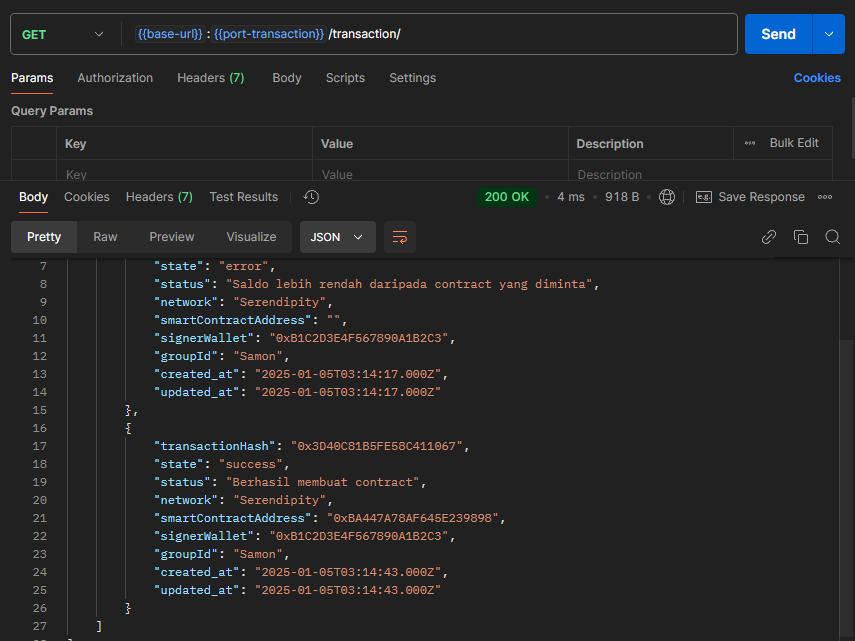 GET {{base-url}} : {{port-transaction}} /transaction/ Send
Params Authorization Headers (7) Body Scripts Settings Cookies
Query Params
Key Value Description Bulk Edit
Key Value Description
Body Cookies Headers (7) Test Results 200 OK • 4 ms • 918 B • e.g. Save Response
Pretty Raw Preview Visualize JSON
7 "state": "error",
8 "status": "Saldo lebih rendah daripada contract yang diminta",
9 "network": "Serendipity",
10 "smartContractAddress": "",
11 "signerWallet": "0xB1C2D3E4F567890A1B2C3",
12 "groupId": "Samon",
13 "created_at": "2025-01-05T03:14:17.000Z",
14 "updated_at": "2025-01-05T03:14:17.000Z"
15 },
16 {
17 "transactionHash": "0x3D40C81B5FE58C411067",
18 "state": "success",
19 "status": "Berhasil membuat contract",
20 "network": "Serendipity",
21 "smartContractAddress": "0xBA447A78AF645E239898",
22 "signerWallet": "0xB1C2D3E4F567890A1B2C3",
23 "groupId": "Samon",
24 "created_at": "2025-01-05T03:14:43.000Z",
25 "updated_at": "2025-01-05T03:14:43.000Z"
26 }
27 ]